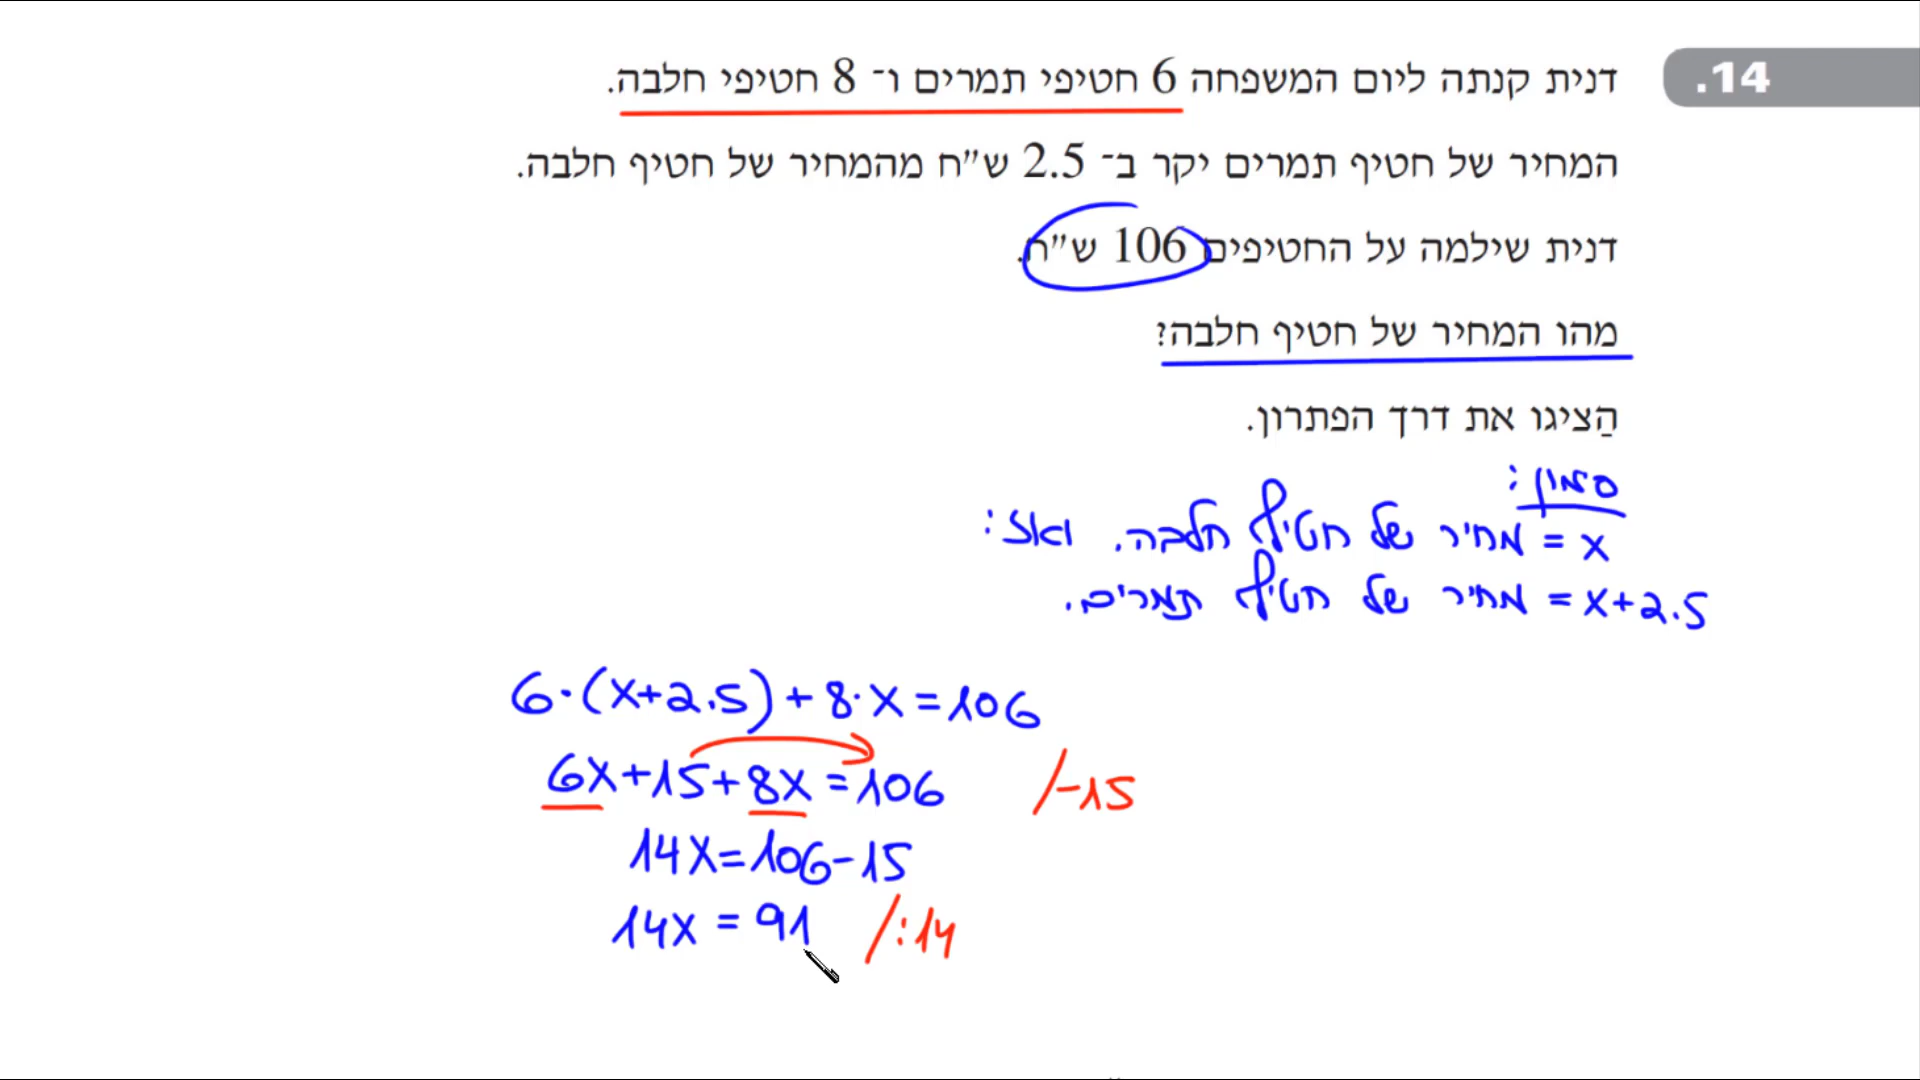 .14 דנית קנתה ליום המשפחה 6 חטיפי תמרים ו־ 8 חטיפי חלבה.
המחיר של חטיף תמרים יקר ב־ 2.5 ש״ח מהמחיר של חטיף חלבה.
דנית שילמה על החטיפים 106 ש״ח.
מהו המחיר של חטיף חלבה?
הַציגו את דרך הפתרון.
סמון:
x = מחיר של חטיף חלבה. ואז:
x+2.5 = מחיר של חטיף תמרים.
6·(x+2.5)+8·x=106
6x+15+8x=106 /-15
14x=106-15
14x=91 /:14